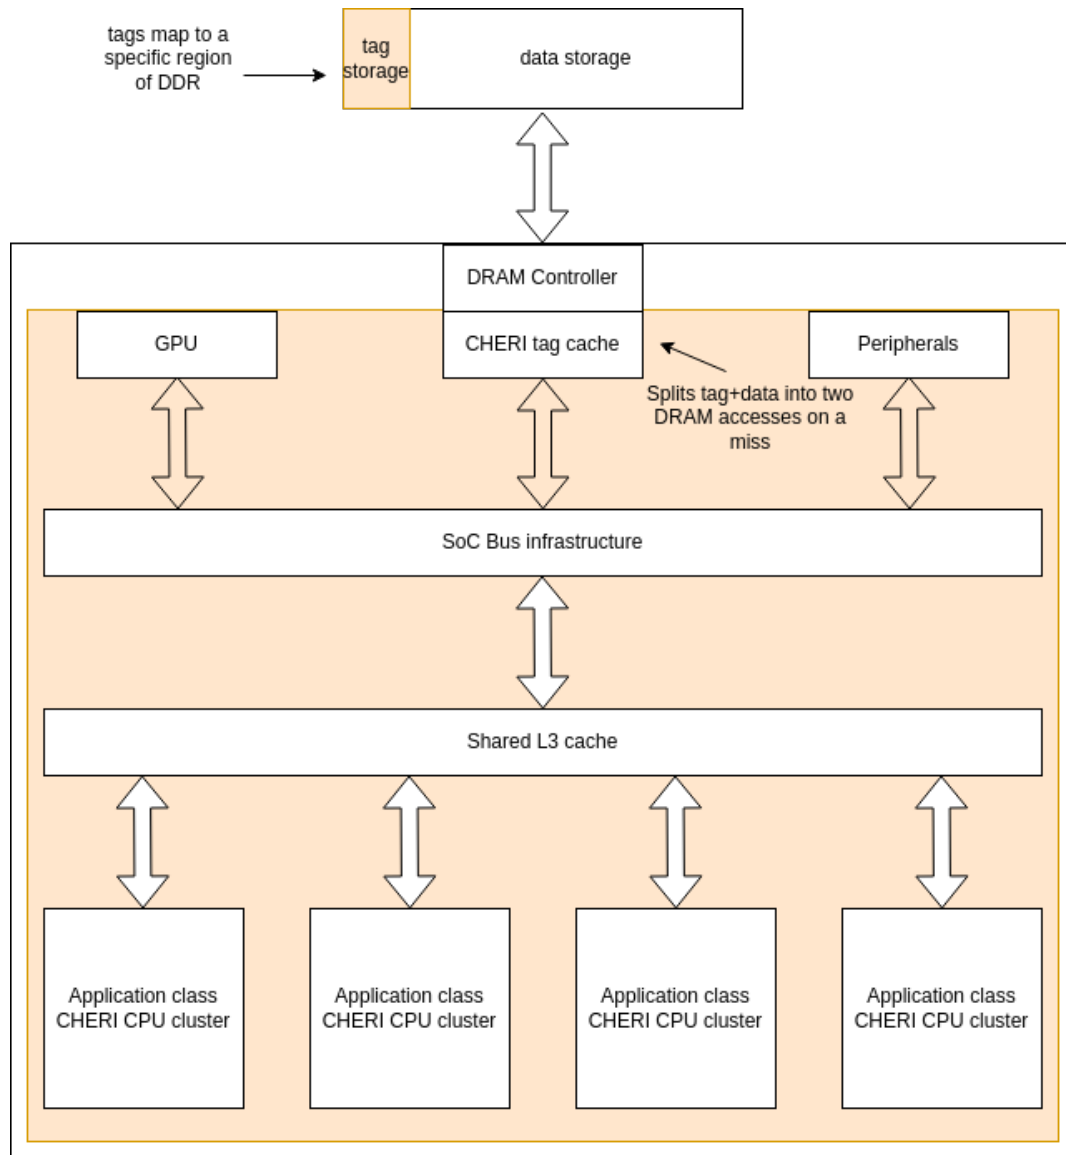 tags map to a
specific region
of DDR
tag
storage
data storage
DRAM Controller
GPU
CHERI tag cache
Peripherals
Splits tag+data into two
DRAM accesses on a
miss
SoC Bus infrastructure
Shared L3 cache
Application class
CHERI CPU cluster
Application class
CHERI CPU cluster
Application class
CHERI CPU cluster
Application class
CHERI CPU cluster